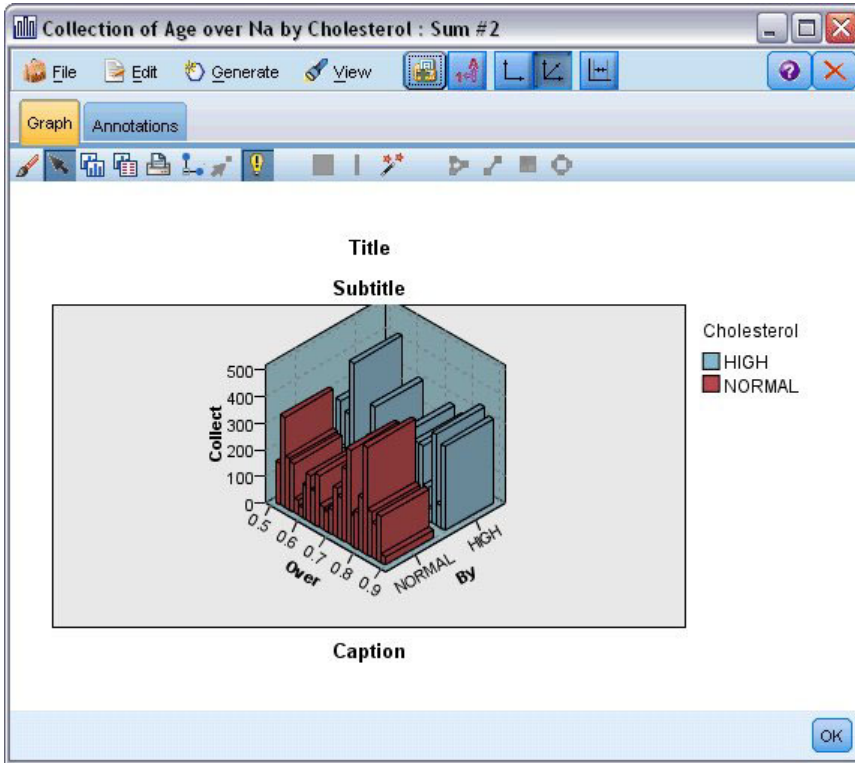 Collection of Age over Na by Cholesterol : Sum #2
File Edit Generate View
Graph Annotations
Title
Subtitle
Cholesterol
HIGH
NORMAL
500
400
300
200
100
0
Collect
0.5 0.6 0.7 0.8 0.9
Over
NORMAL HIGH
By
Caption
OK